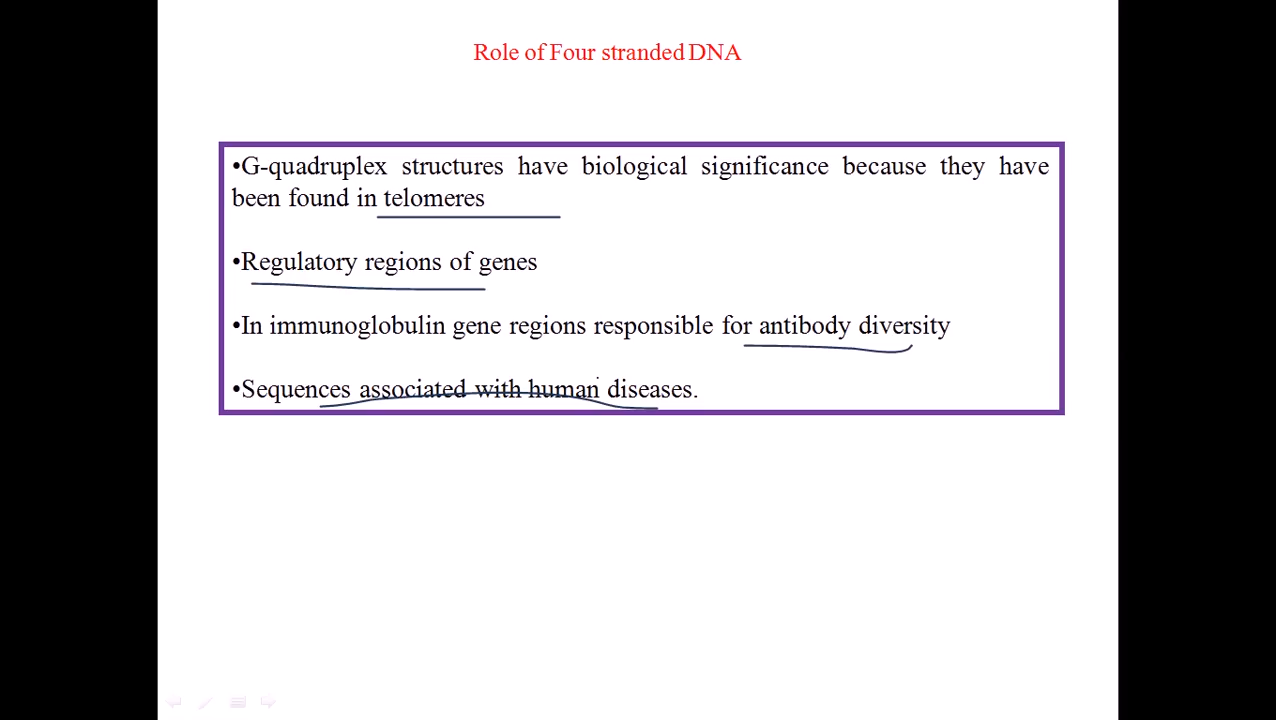 Role of Four stranded DNA
•G-quadruplex structures have biological significance because they have
been found in telomeres
•Regulatory regions of genes
•In immunoglobulin gene regions responsible for antibody diversity
•Sequences associated with human diseases.